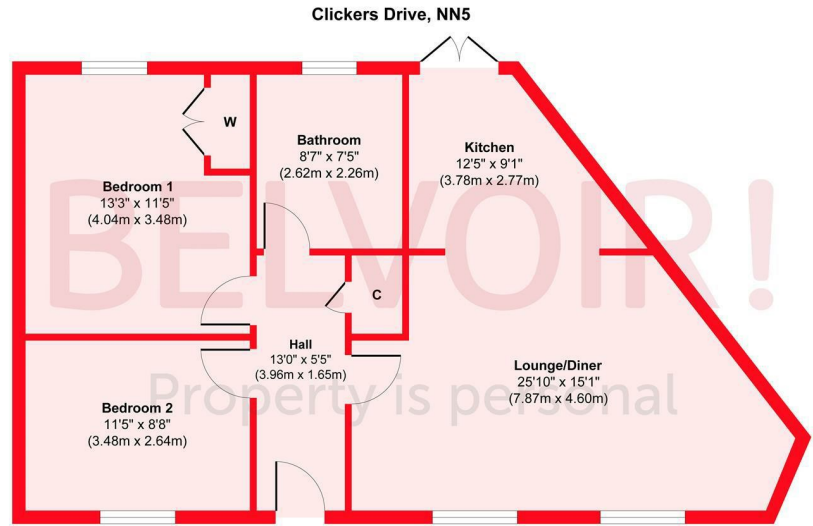 Clickers Drive, NN5
W
Bathroom
8'7" x 7'5"
(2.62m x 2.26m)
Kitchen
12'5" x 9'1"
(3.78m x 2.77m)
Bedroom 1
13'3" x 11'5"
(4.04m x 3.48m)
BELVOIR!
C
Hall
13'0" x 5'5"
(3.96m x 1.65m)
Lounge/Diner
25'10" x 15'1"
(7.87m x 4.60m)
Property is personal
Bedroom 2
11'5" x 8'8"
(3.48m x 2.64m)